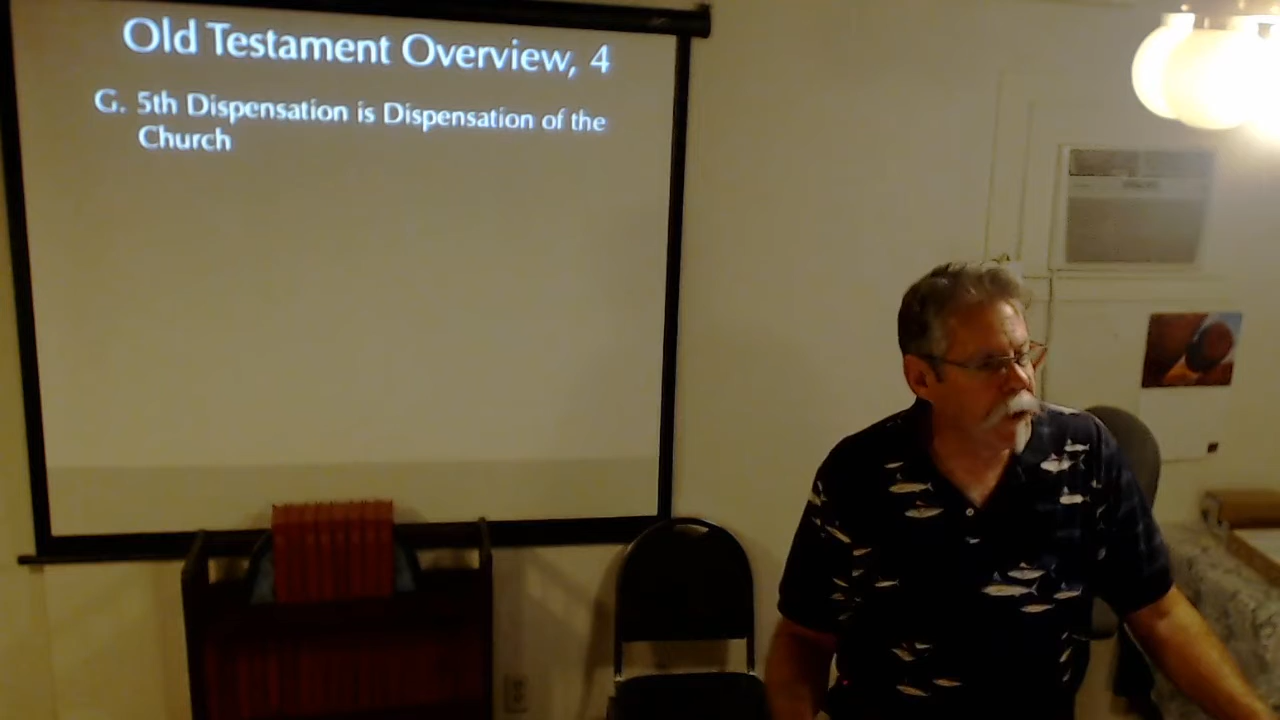 Old Testament Overview, 4
G. 5th Dispensation is Dispensation of the
Church